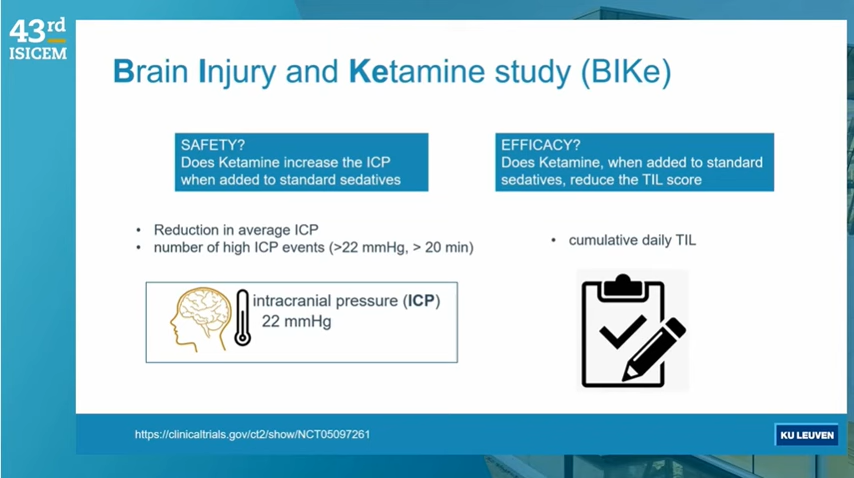 43rd
ISICEM
Brain Injury and Ketamine study (BIKe)
SAFETY?
Does Ketamine increase the ICP
when added to standard sedatives
EFFICACY?
Does Ketamine, when added to standard
sedatives, reduce the TIL score
• Reduction in average ICP
• number of high ICP events (>22 mmHg, > 20 min)
• cumulative daily TIL
intracranial pressure (ICP)
22 mmHg
https://clinicaltrials.gov/ct2/show/NCT05097261
KU LEUVEN